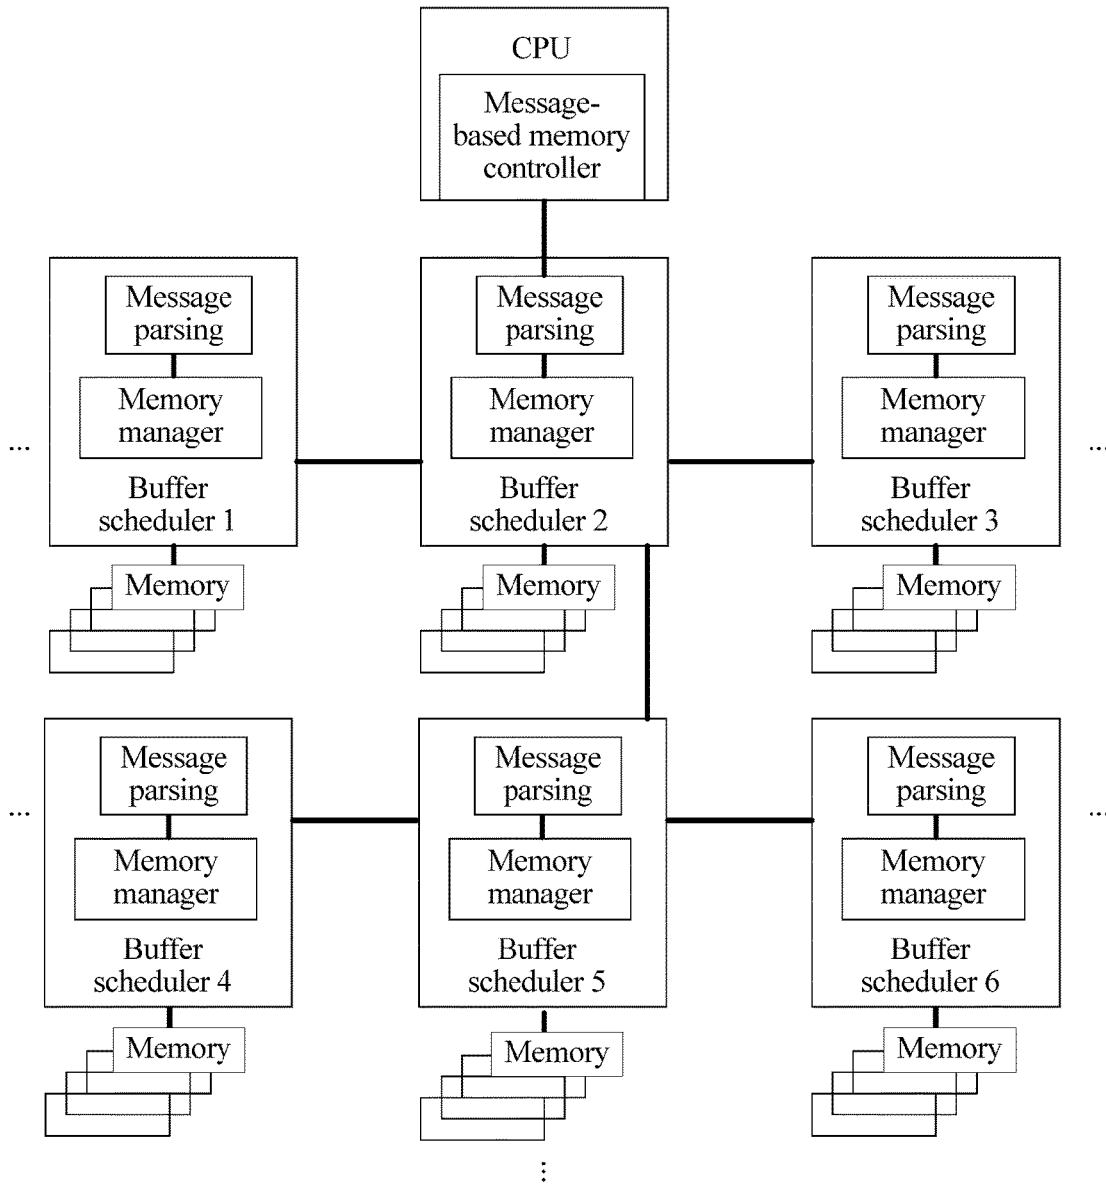 CPU
Message-
based memory
controller
Message
parsing
Memory
manager
Buffer
scheduler 1
Memory
Message
parsing
Memory
manager
Buffer
scheduler 2
Memory
Message
parsing
Memory
manager
Buffer
scheduler 3
Memory
...
...
Message
parsing
Memory
manager
Buffer
scheduler 4
Memory
Message
parsing
Memory
manager
Buffer
scheduler 5
Memory
Message
parsing
Memory
manager
Buffer
scheduler 6
Memory
...
...
...